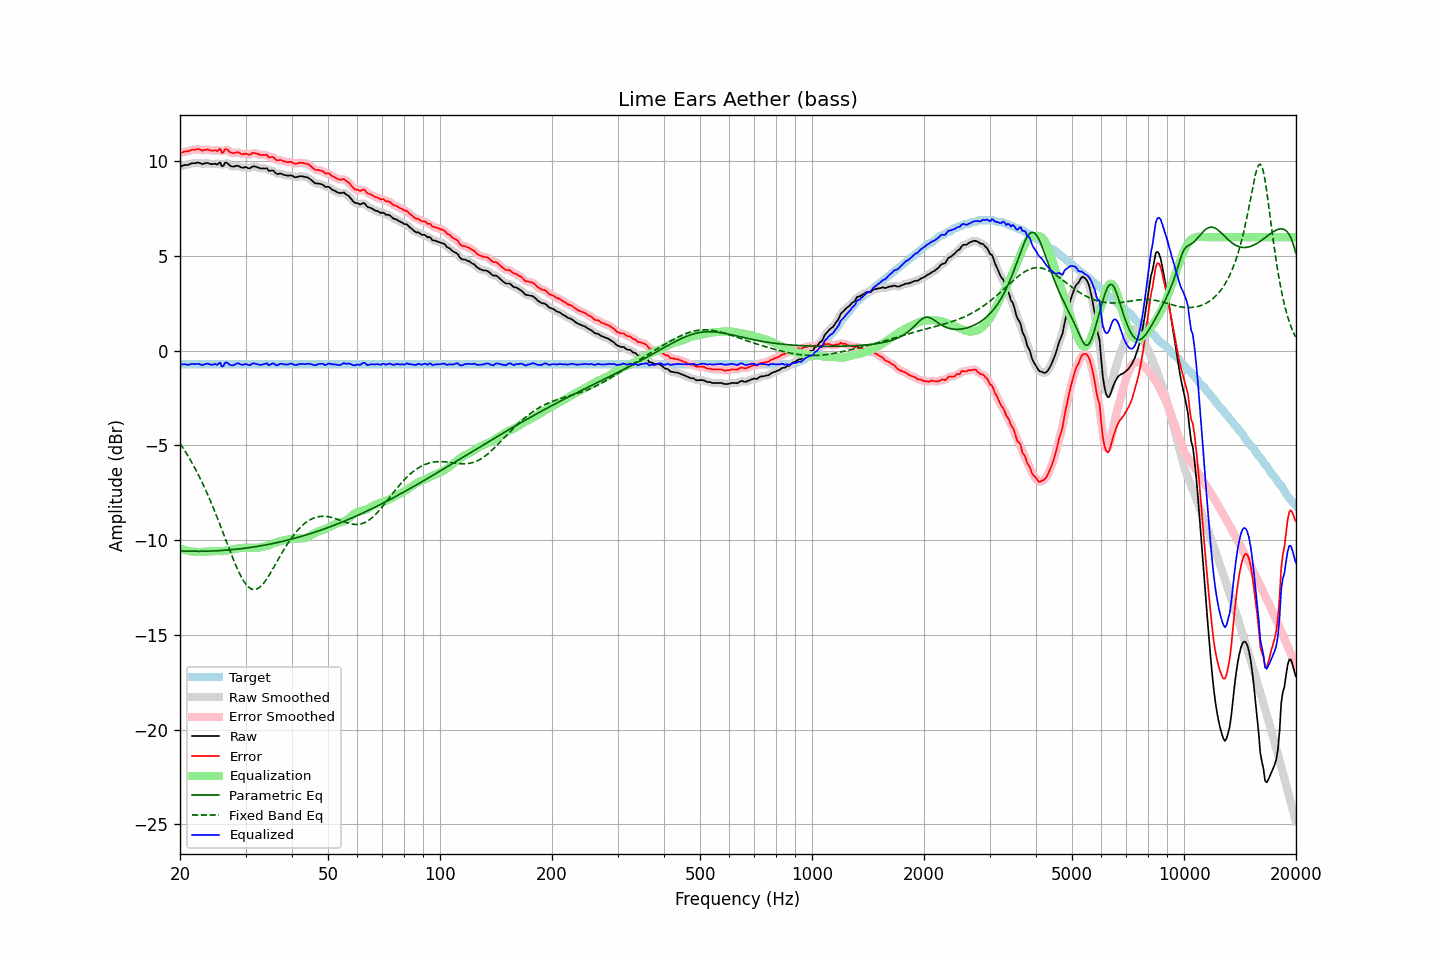 Lime Ears Aether (bass)
10
5
0
−5
−10
−15
−20
−25
Amplitude (dBr)
Target
Raw Smoothed
Error Smoothed
Raw
Error
Equalization
Parametric Eq
Fixed Band Eq
Equalized
20 50 100 200 500 1000 2000 5000 10000 20000
Frequency (Hz)